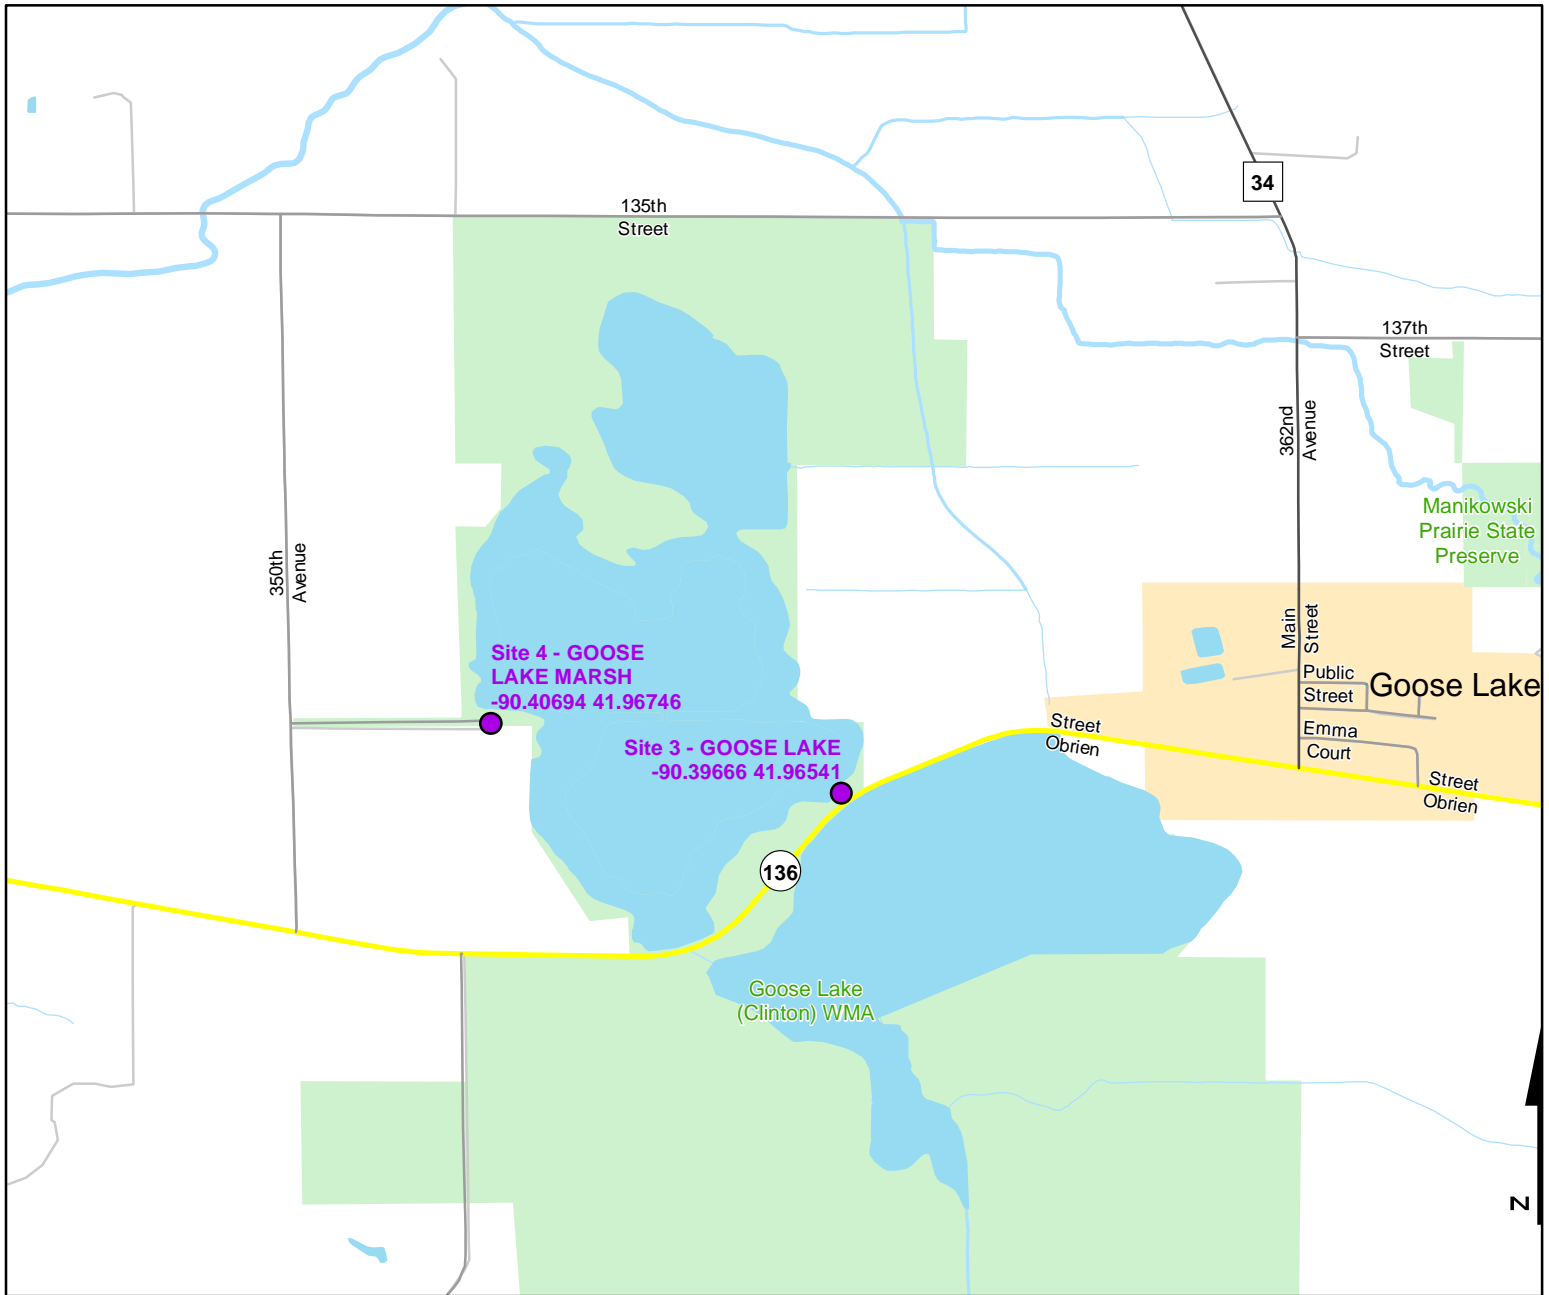 34
135th
Street
137th
Street
362nd
Avenue
Manikowski
Prairie State
Preserve
350th
Avenue
Main
Street
Site 4 - GOOSE
LAKE MARSH
-90.40694 41.96746
Public
Street
Goose Lake
Street
Obrien
Emma
Court
Site 3 - GOOSE LAKE
-90.39666 41.96541
Street
Obrien
136
Goose Lake
(Clinton) WMA
N